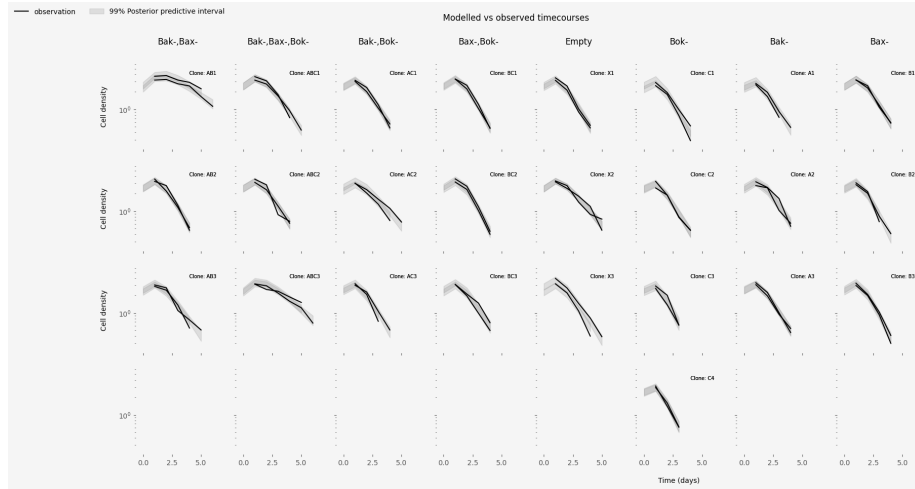 observation 99% Posterior predictive interval
Modelled vs observed timecourses
Bak-,Bax- Bak-,Bax-,Bok- Bak-,Bok- Bax-,Bok- Empty Bok- Bak- Bax-
Clone: AB1 Clone: ABC1 Clone: AC1 Clone: BC1 Clone: X1 Clone: C1 Clone: A1 Clone: B1
Cell density
10⁰
Clone: AB2 Clone: ABC2 Clone: AC2 Clone: BC2 Clone: X2 Clone: C2 Clone: A2 Clone: B2
Cell density
10⁰
Clone: AB3 Clone: ABC3 Clone: AC3 Clone: BC3 Clone: X3 Clone: C3 Clone: A3 Clone: B3
Cell density
10⁰
Clone: C4
10⁰
0.0 2.5 5.0 0.0 2.5 5.0 0.0 2.5 5.0 0.0 2.5 5.0 0.0 2.5 5.0 0.0 2.5 5.0 0.0 2.5 5.0 0.0 2.5 5.0
Time (days)